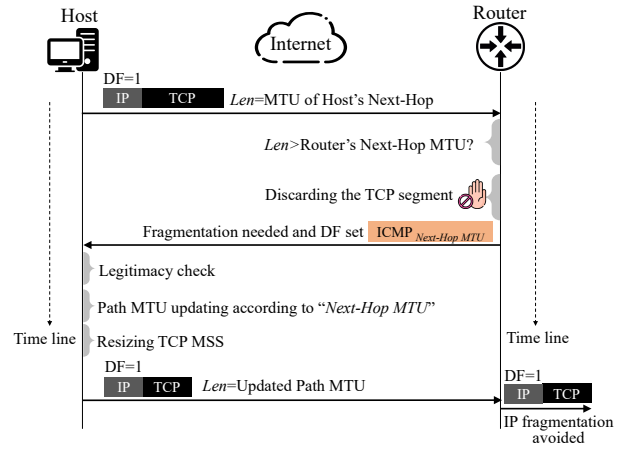 Host
Internet
Router
DF=1
IP TCP Len=MTU of Host's Next-Hop
Len>Router's Next-Hop MTU?
Discarding the TCP segment
Fragmentation needed and DF set ICMP Next-Hop MTU
Legitimacy check
Path MTU updating according to “Next-Hop MTU”
Time line
Resizing TCP MSS
Time line
DF=1
IP TCP Len=Updated Path MTU
DF=1
IP TCP
IP fragmentation
avoided